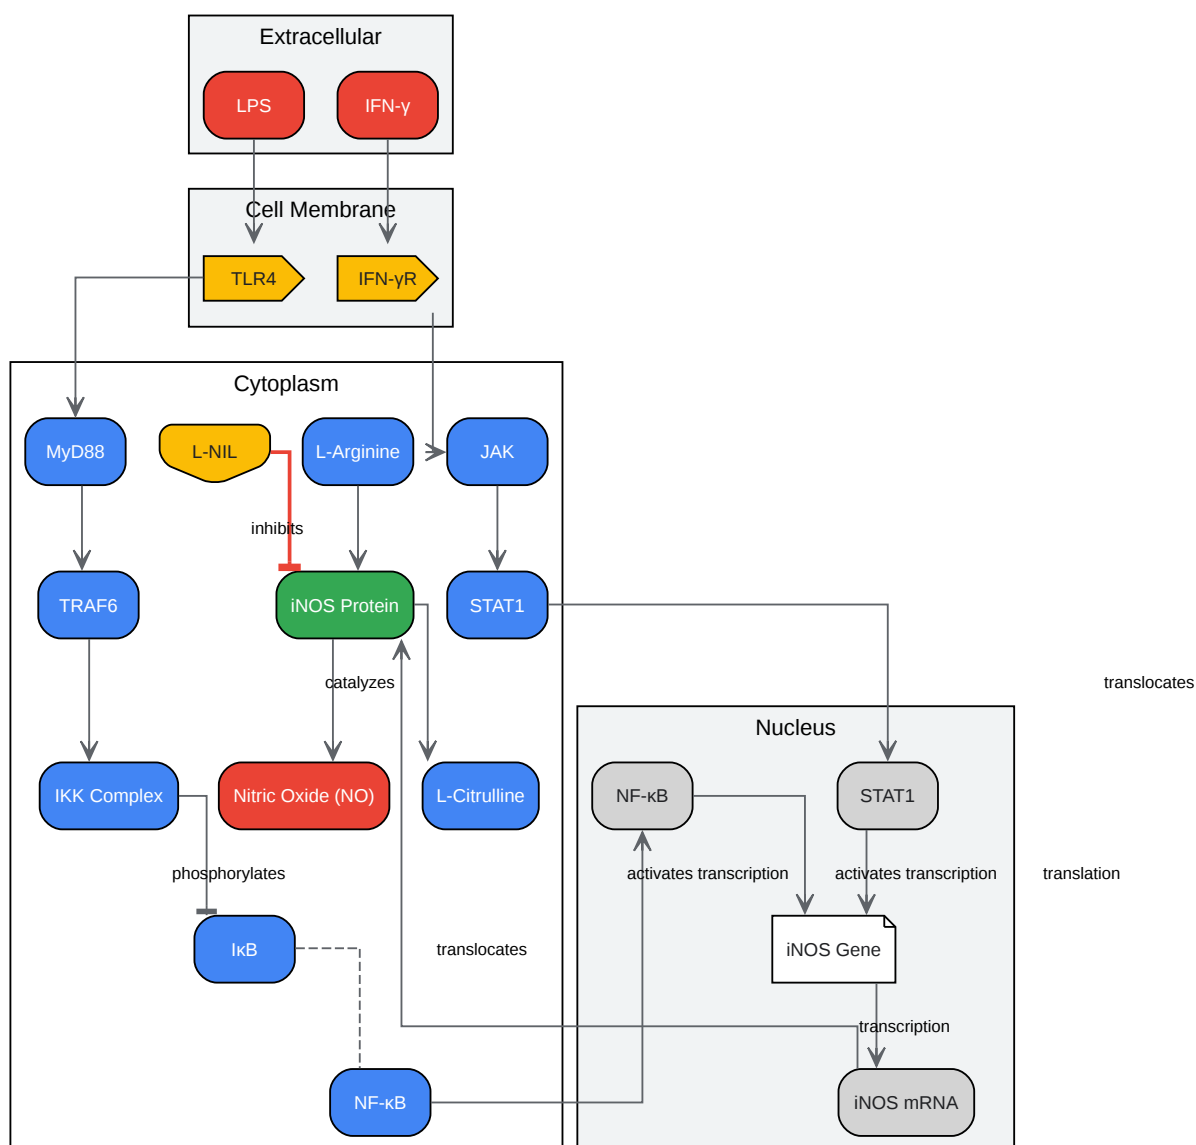 Extracellular
LPS
IFN-γ
Cell Membrane
TLR4
IFN-γR
Cytoplasm
MyD88
L-NIL
L-Arginine
JAK
inhibits
TRAF6
iNOS Protein
STAT1
catalyzes
translocates
Nucleus
IKK Complex
Nitric Oxide (NO)
L-Citrulline
NF-κB
STAT1
phosphorylates
activates transcription
activates transcription
translation
IκB
translocates
iNOS Gene
transcription
NF-κB
iNOS mRNA